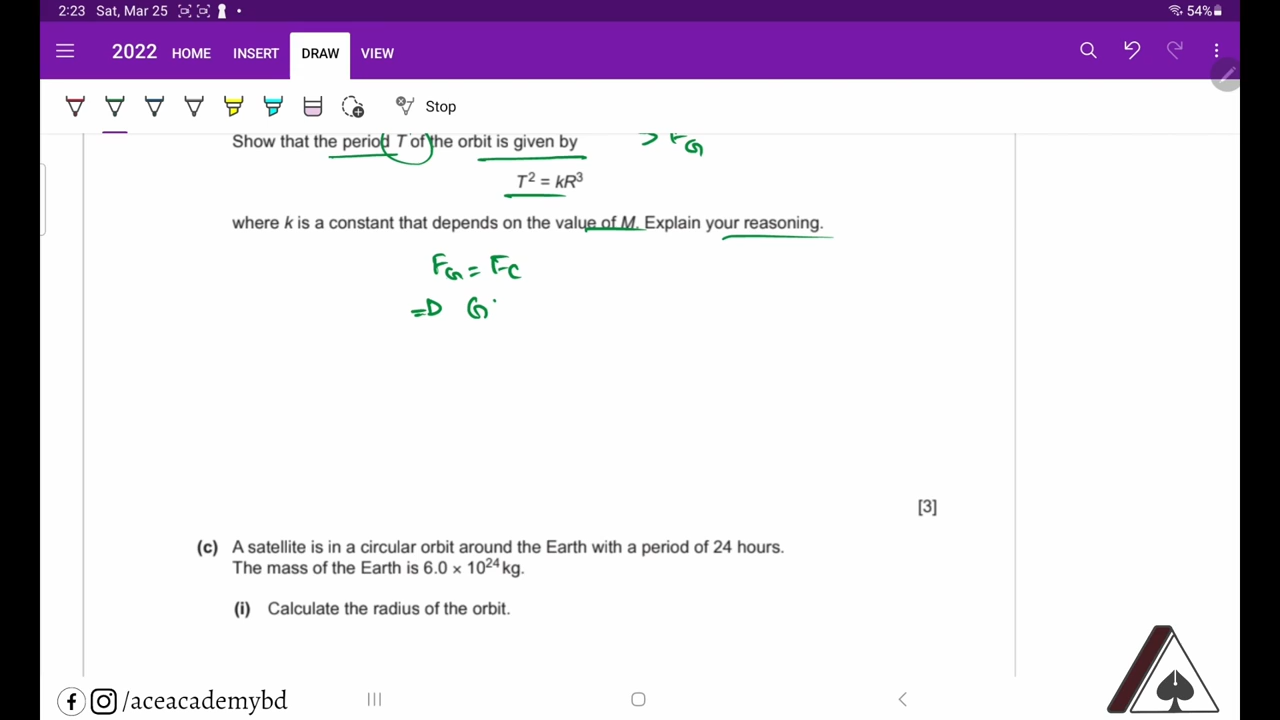 2:23 Sat, Mar 25
54%
2022 HOME INSERT DRAW VIEW
Stop
Show that the period T of the orbit is given by
F_G
T² = kR³
where k is a constant that depends on the value of M. Explain your reasoning.
F_G = F_C
=D G
[3]
(c) A satellite is in a circular orbit around the Earth with a period of 24 hours.
The mass of the Earth is 6.0 × 10²⁴ kg.
(i) Calculate the radius of the orbit.
/aceacademybd